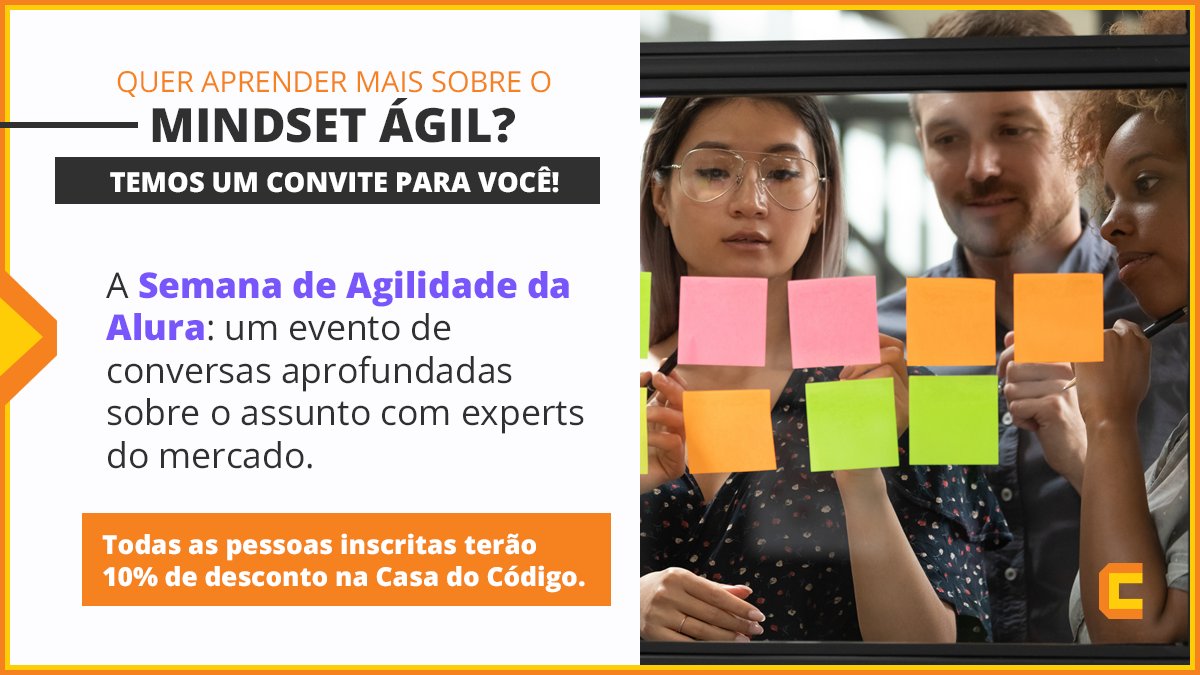 QUER APRENDER MAIS SOBRE O
MINDSET ÁGIL?
TEMOS UM CONVITE PARA VOCÊ!
A Semana de Agilidade da
Alura: um evento de
conversas aprofundadas
sobre o assunto com experts
do mercado.
Todas as pessoas inscritas terão
10% de desconto na Casa do Código.